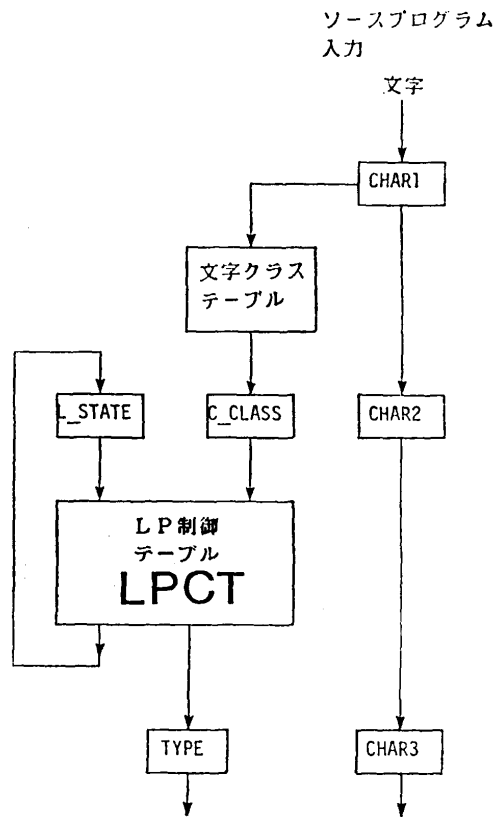 ソースプログラム
入力
文字
CHAR1
文字クラス
テーブル
L_STATE
C_CLASS
CHAR2
LP制御
テーブル
LPCT
TYPE
CHAR3